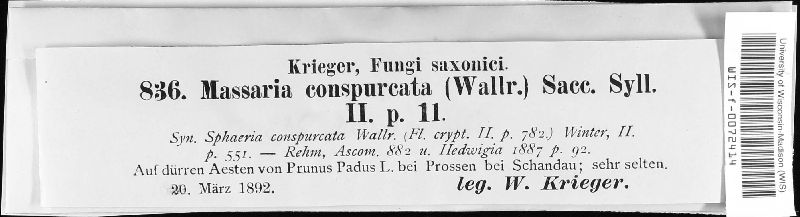 Krieger, Fungi saxonici.
836. Massaria conspurcata (Wallr.) Sacc. Syll.
II. p. 11.
Syn. Sphaeria conspurcata Wallr. (Fl. crypt. II. p. 782.) Winter, II.
p. 551. — Rehm, Ascom. 882 u. Hedwigia 1887 p. 92.
Auf dürren Aesten von Prunus Padus L. bei Prossen bei Schandau; sehr selten.
20. März 1892.
leg. W. Krieger.
University of Wisconsin-Madison (WIS)
WIS-f-0072414